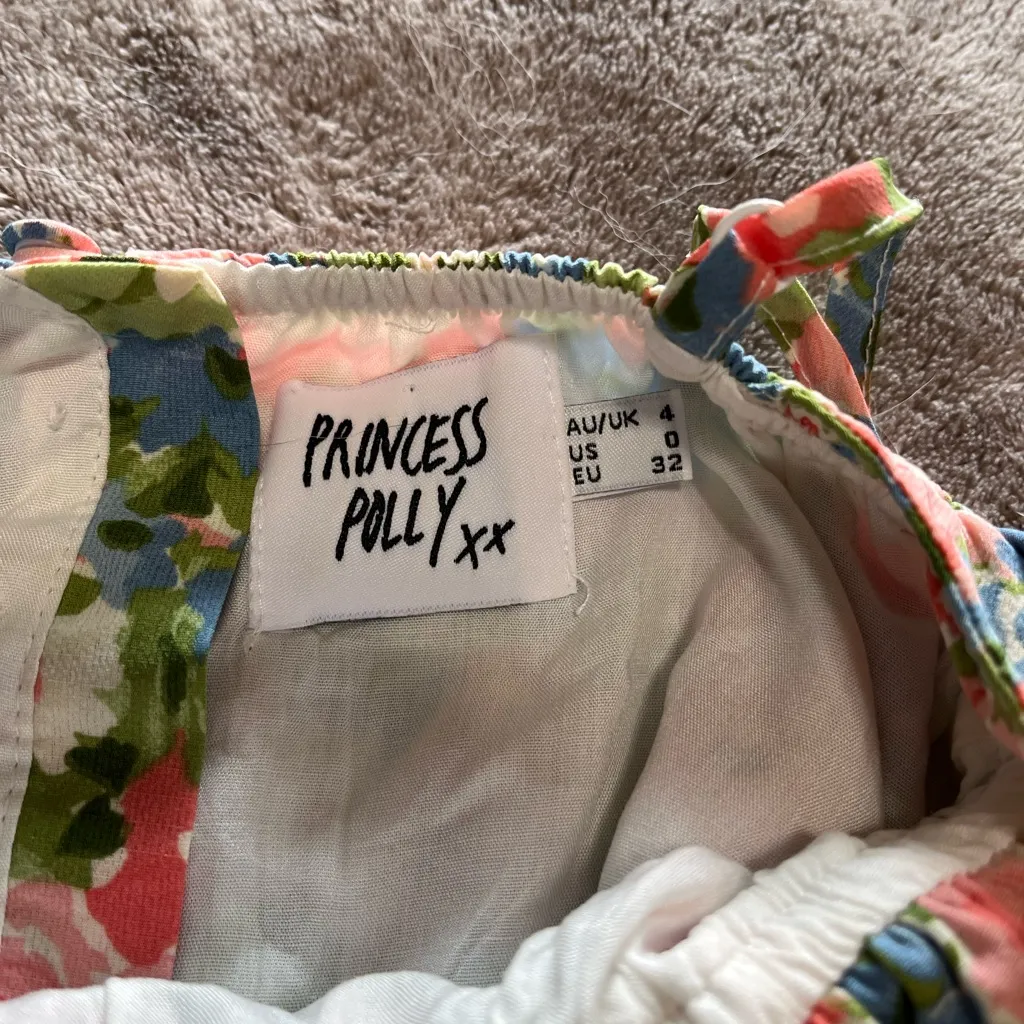 PRINCESS
POLLY xx
AU/UK 4
US 0
EU 32